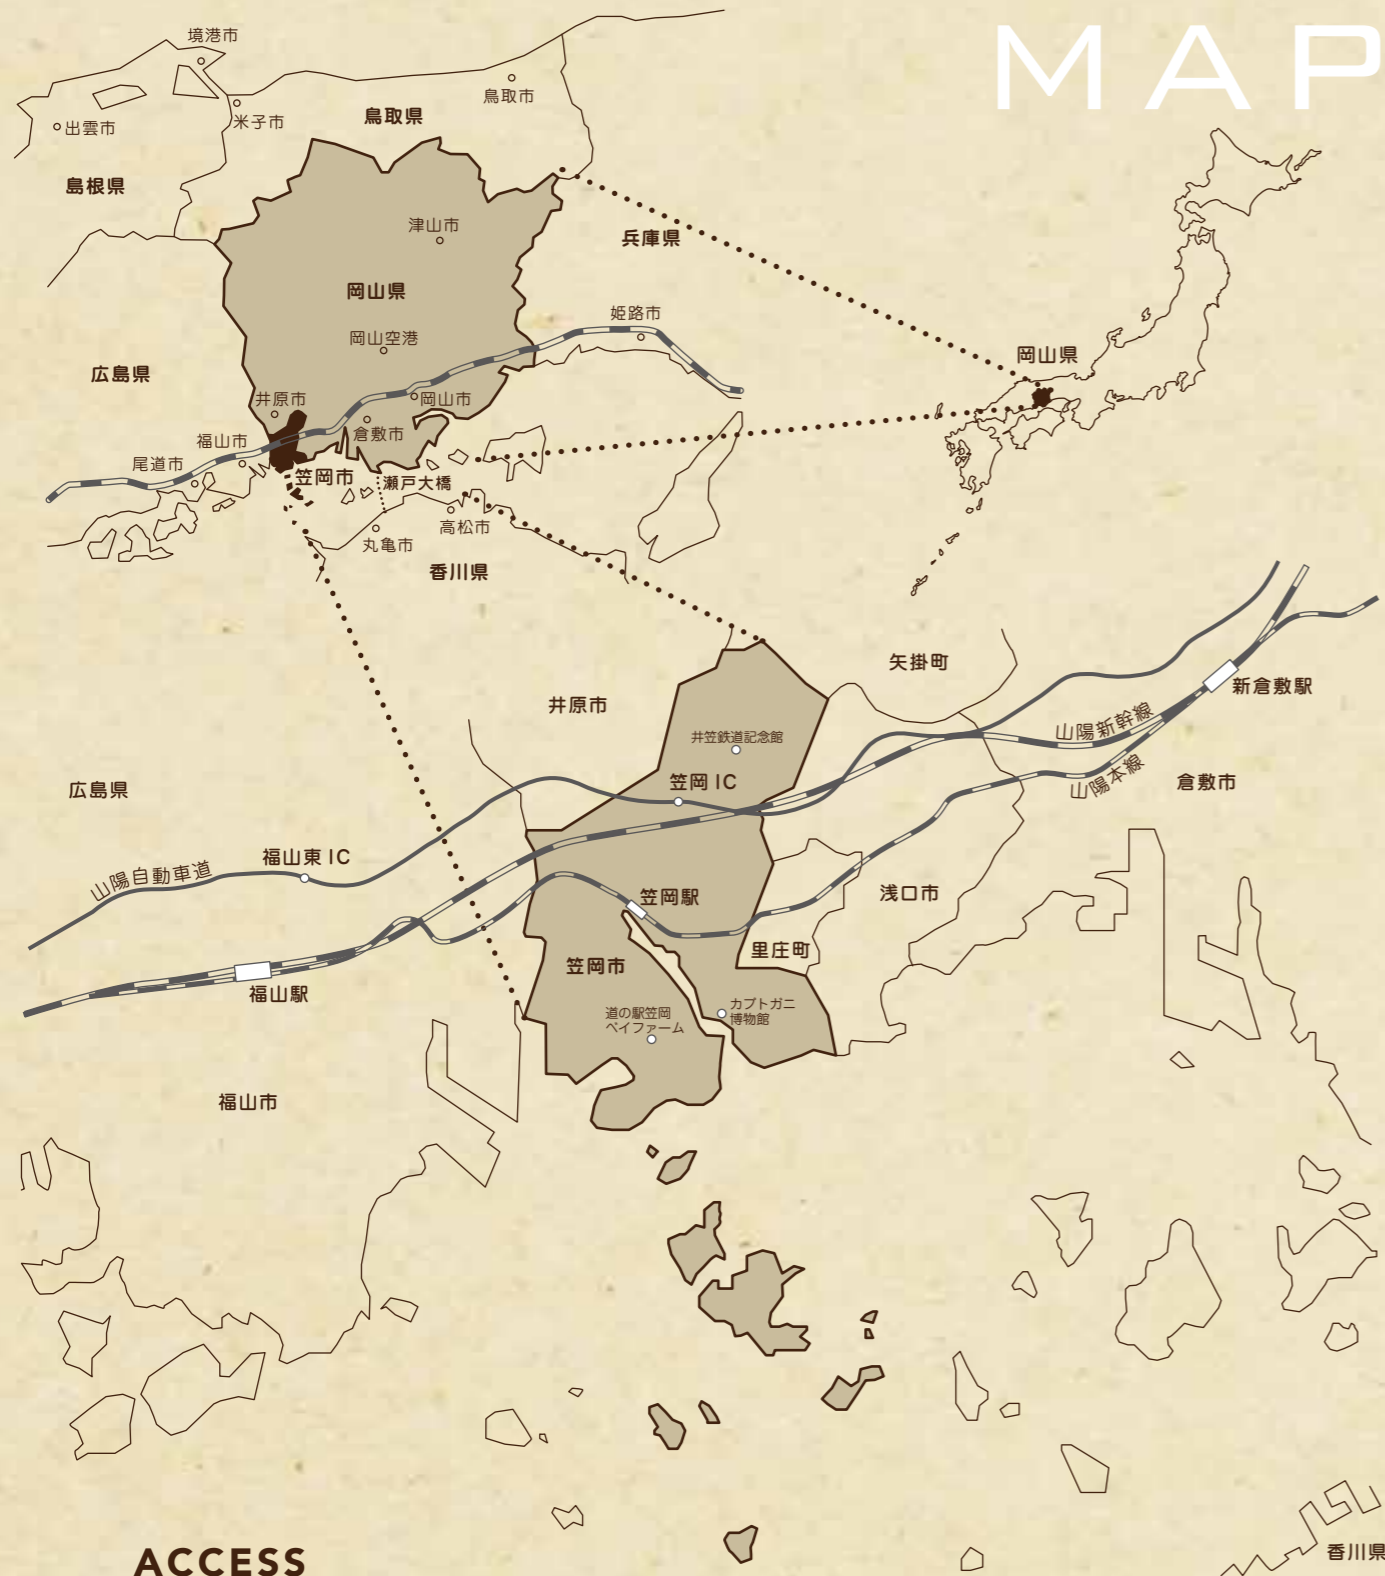 MAP
境港市
鳥取市
出雲市
米子市
鳥取県
島根県
津山市
兵庫県
岡山県
岡山空港
姫路市
岡山県
広島県
井原市
岡山市
倉敷市
福山市
尾道市
笠岡市
瀬戸大橋
高松市
丸亀市
香川県
矢掛町
新倉敷駅
井原市
山陽新幹線
井笠鉄道記念館
笠岡 IC
山陽本線
倉敷市
広島県
福山東 IC
山陽自動車道
笠岡駅
浅口市
里庄町
笠岡市
福山駅
道の駅笠岡
ベイファーム
カブトガニ
博物館
福山市
香川県
ACCESS